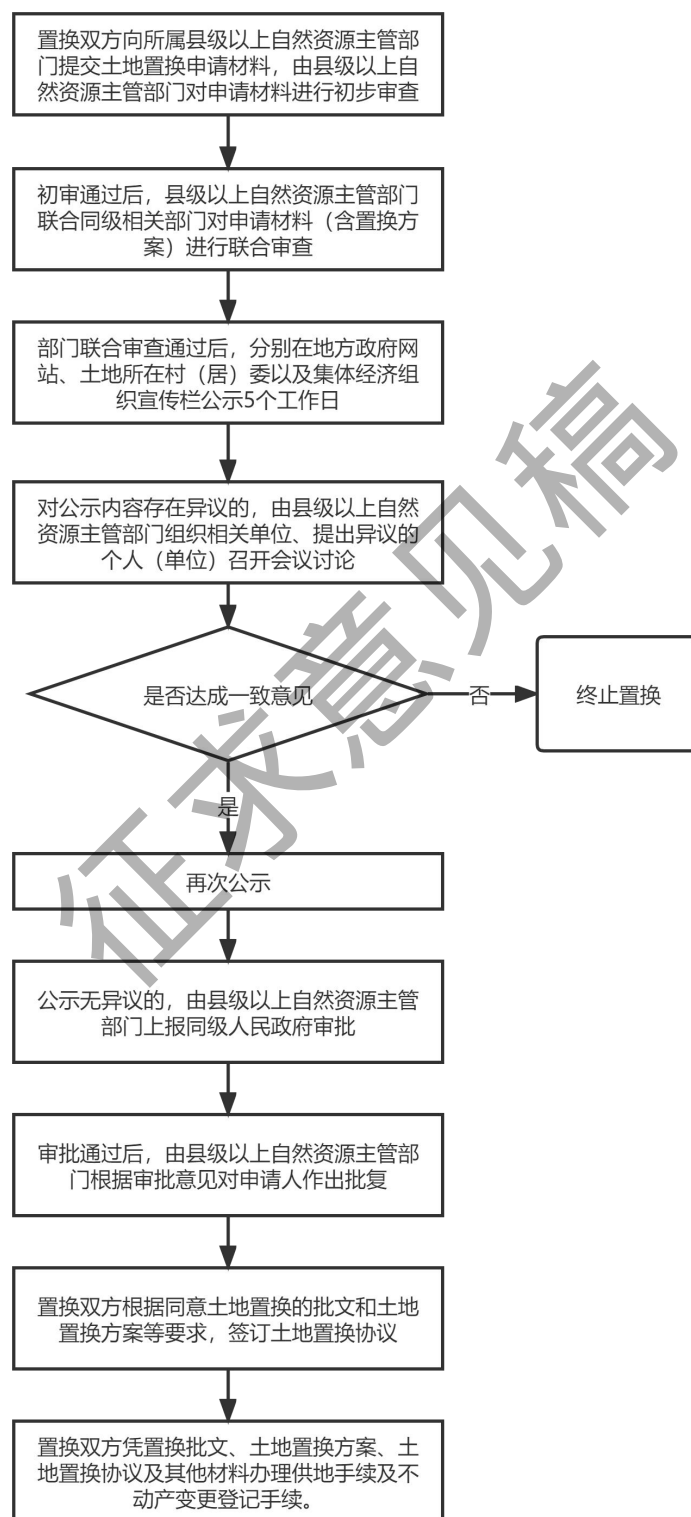 置换双方向所属县级以上自然资源主管部
门提交土地置换申请材料，由县级以上自
然资源主管部门对申请材料进行初步审查
初审通过后，县级以上自然资源主管部门
联合同级相关部门对申请材料（含置换方
案）进行联合审查
部门联合审查通过后，分别在地方政府网
站、土地所在村（居）委以及集体经济组
织宣传栏公示5个工作日
对公示内容存在异议的，由县级以上自然
资源主管部门组织相关单位、提出异议的
个人（单位）召开会议讨论
是否达成一致意见
否
终止置换
是
再次公示
公示无异议的，由县级以上自然资源主管
部门上报同级人民政府审批
审批通过后，由县级以上自然资源主管部
门根据审批意见对申请人作出批复
置换双方根据同意土地置换的批文和土地
置换方案等要求，签订土地置换协议
置换双方凭置换批文、土地置换方案、土
地置换协议及其他材料办理供地手续及不
动产变更登记手续。
征求意见稿